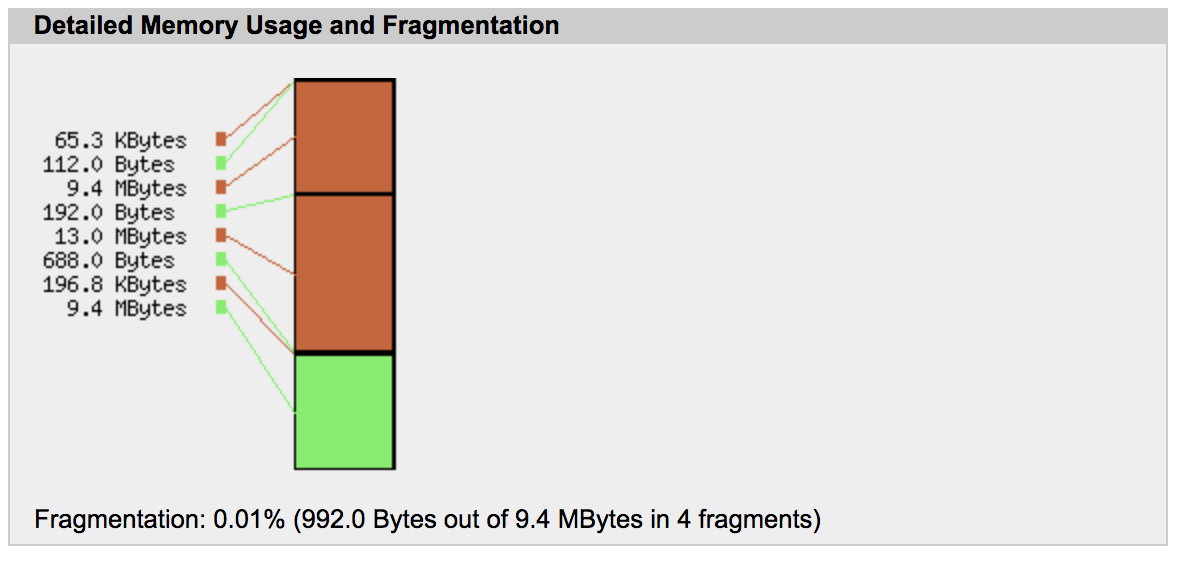 Detailed Memory Usage and Fragmentation
65.3 KBytes
112.0 Bytes
9.4 MBytes
192.0 Bytes
13.0 MBytes
688.0 Bytes
196.8 KBytes
9.4 MBytes
Fragmentation: 0.01% (992.0 Bytes out of 9.4 MBytes in 4 fragments)